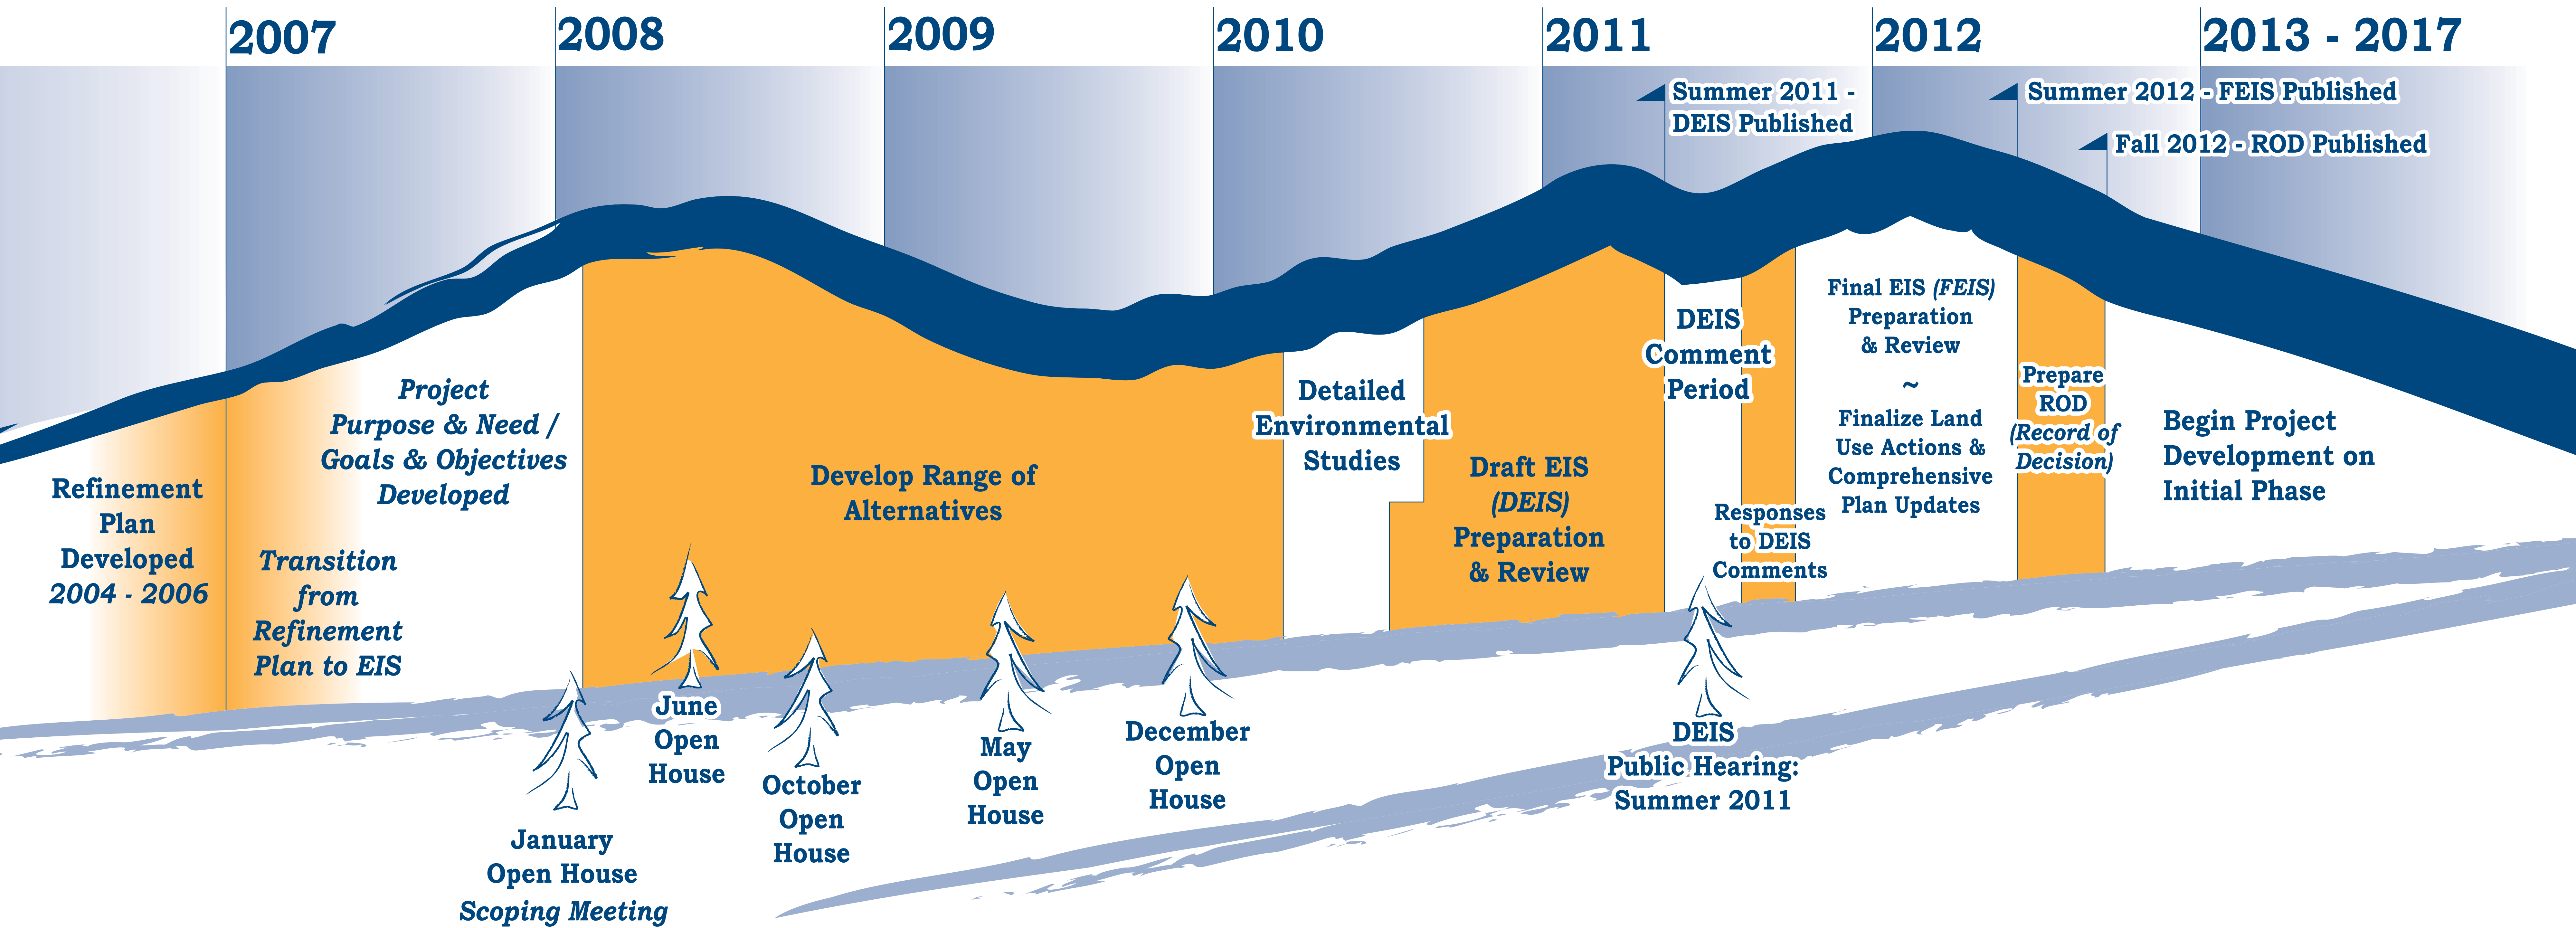 2007
2008
2009
2010
2011
2012
2013 - 2017
Summer 2011 -
DEIS Published
Summer 2012 - FEIS Published
Fall 2012 - ROD Published
Refinement
Plan
Developed
2004 - 2006
Project
Purpose & Need /
Goals & Objectives
Developed
Transition
from
Refinement
Plan to EIS
Develop Range of
Alternatives
Detailed
Environmental
Studies
Draft EIS
(DEIS)
Preparation
& Review
DEIS
Comment
Period
Responses
to DEIS
Comments
Final EIS (FEIS)
Preparation
& Review
~
Finalize Land
Use Actions &
Comprehensive
Plan Updates
Prepare
ROD
(Record of
Decision)
Begin Project
Development on
Initial Phase
January
Open House
Scoping Meeting
June
Open
House
October
Open
House
May
Open
House
December
Open
House
DEIS
Public Hearing:
Summer 2011